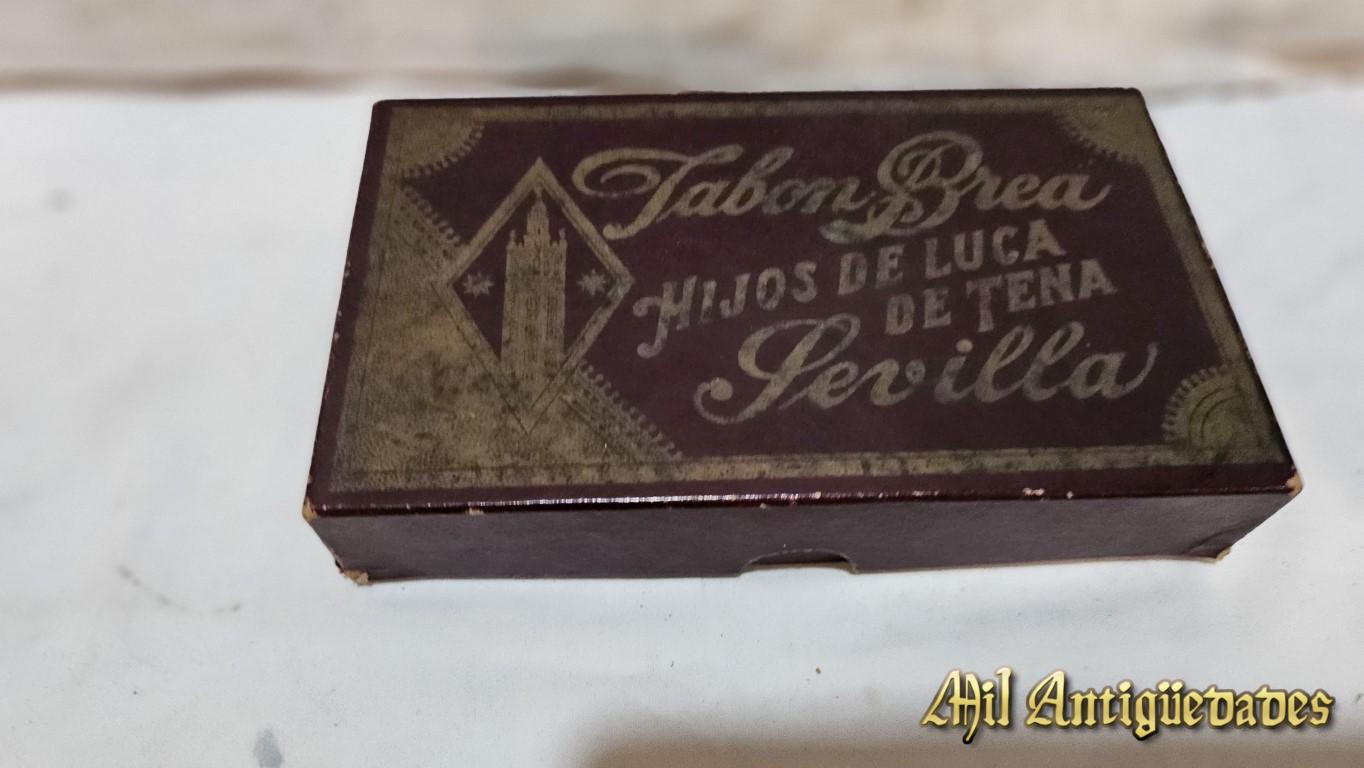 Jabon Brea
HIJOS DE LUCA
DE TENA
Sevilla
Mil Antigüedades